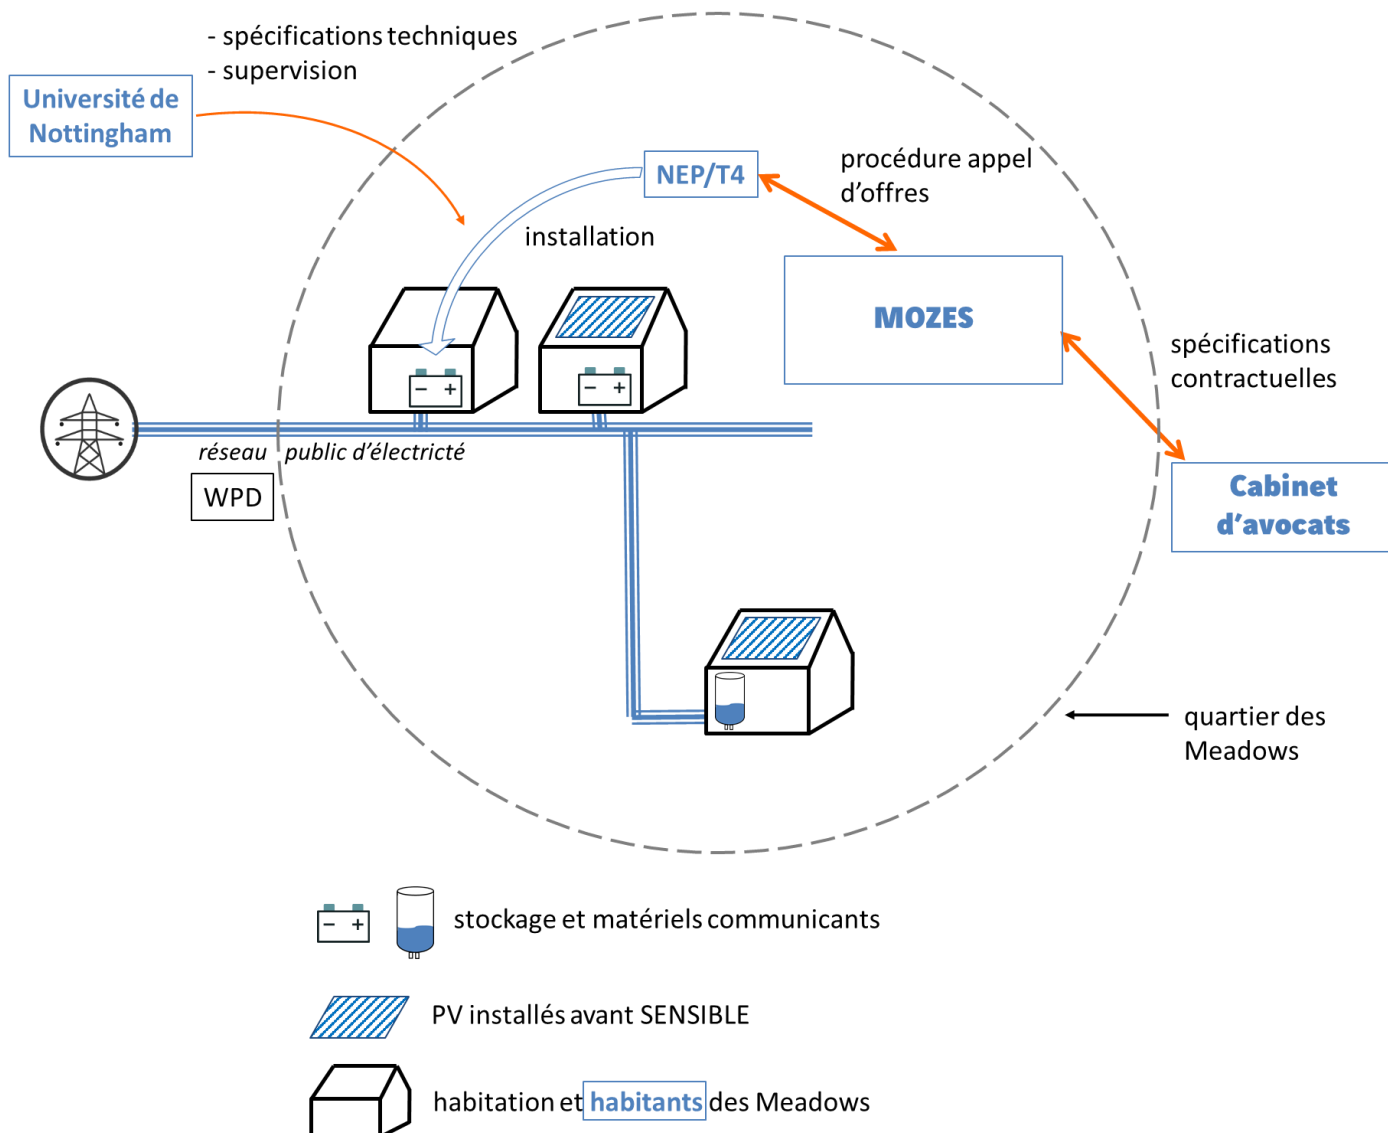 - spécifications techniques
- supervision
Université de
Nottingham
NEP/T4
procédure appel
d’offres
installation
MOZES
spécifications
contractuelles
réseau public d’électricté
WPD
Cabinet
d’avocats
quartier des
Meadows
stockage et matériels communicants
PV installés avant SENSIBLE
habitation et habitants des Meadows